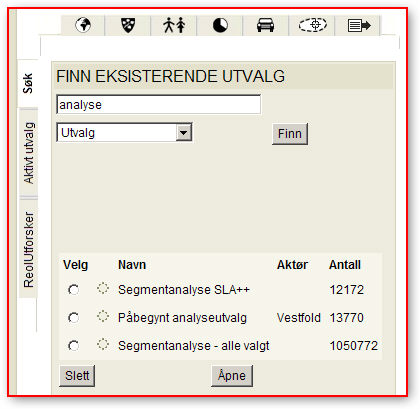 FINN EKSISTERENDE UTVALG
analyse
Utvalg
Finn
Søk
Aktivt utvalg
ReolUtforsker
Velg Navn Aktør Antall
Segmentanalyse SLA++ 12172
Påbegynt analyseutvalg Vestfold 13770
Segmentanalyse - alle valgt 1050772
Slett Åpne